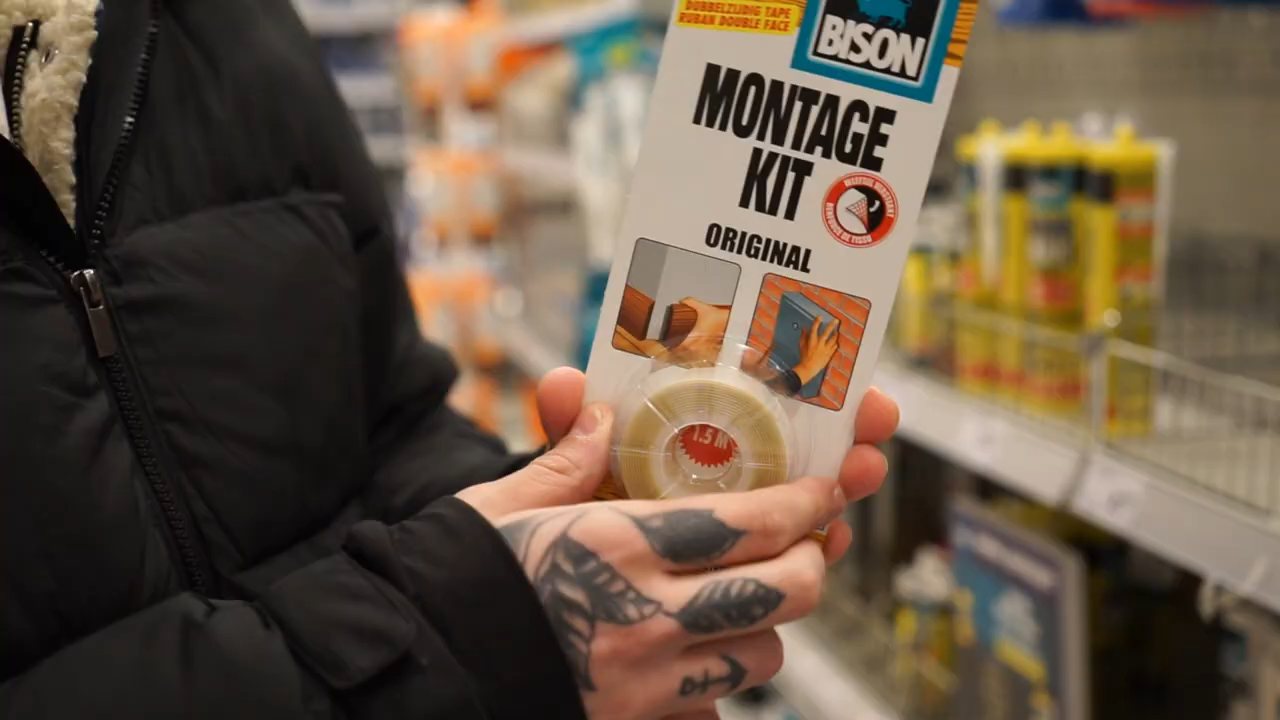 DUBBELZIJDIG TAPE
RUBAN DOUBLE FACE
BISON
MONTAGE
KIT
ORIGINAL
1.5 M